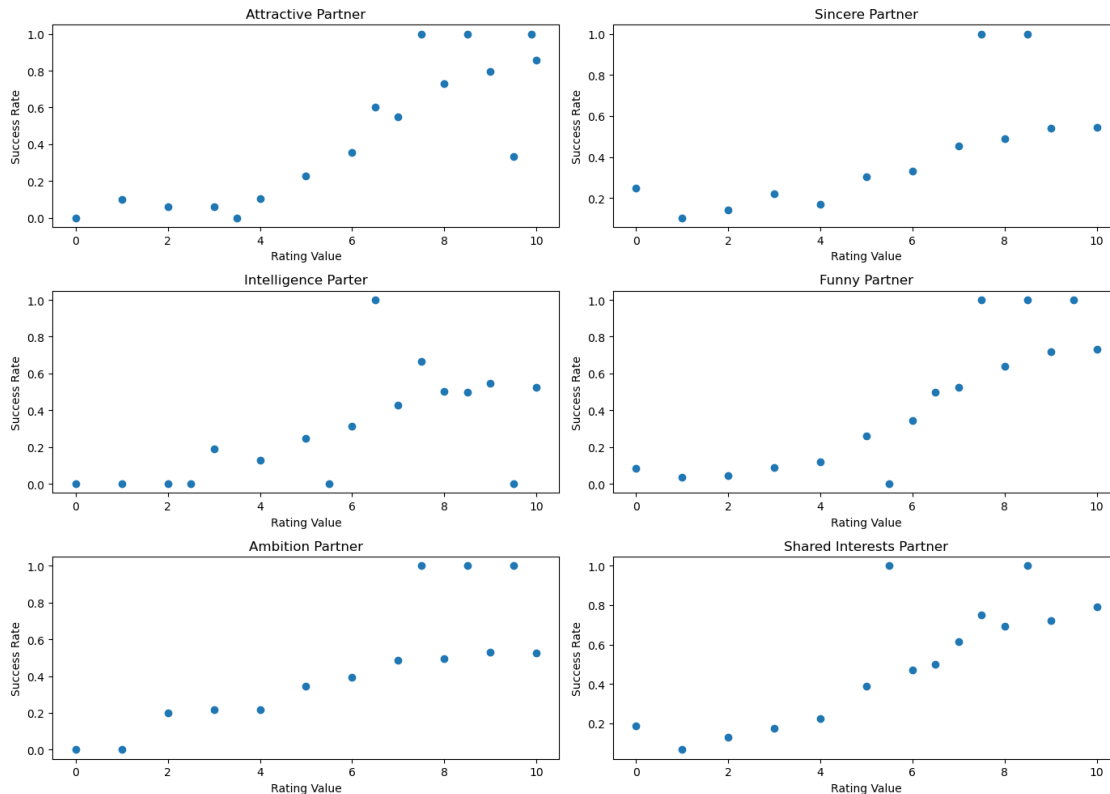 Attractive Partner
Success Rate
1.0
0.8
0.6
0.4
0.2
0.0
0 2 4 6 8 10
Rating Value
Sincere Partner
Success Rate
1.0
0.8
0.6
0.4
0.2
0 2 4 6 8 10
Rating Value
Intelligence Parter
Success Rate
1.0
0.8
0.6
0.4
0.2
0.0
0 2 4 6 8 10
Rating Value
Funny Partner
Success Rate
1.0
0.8
0.6
0.4
0.2
0.0
0 2 4 6 8 10
Rating Value
Ambition Partner
Success Rate
1.0
0.8
0.6
0.4
0.2
0.0
0 2 4 6 8 10
Rating Value
Shared Interests Partner
Success Rate
1.0
0.8
0.6
0.4
0.2
0 2 4 6 8 10
Rating Value